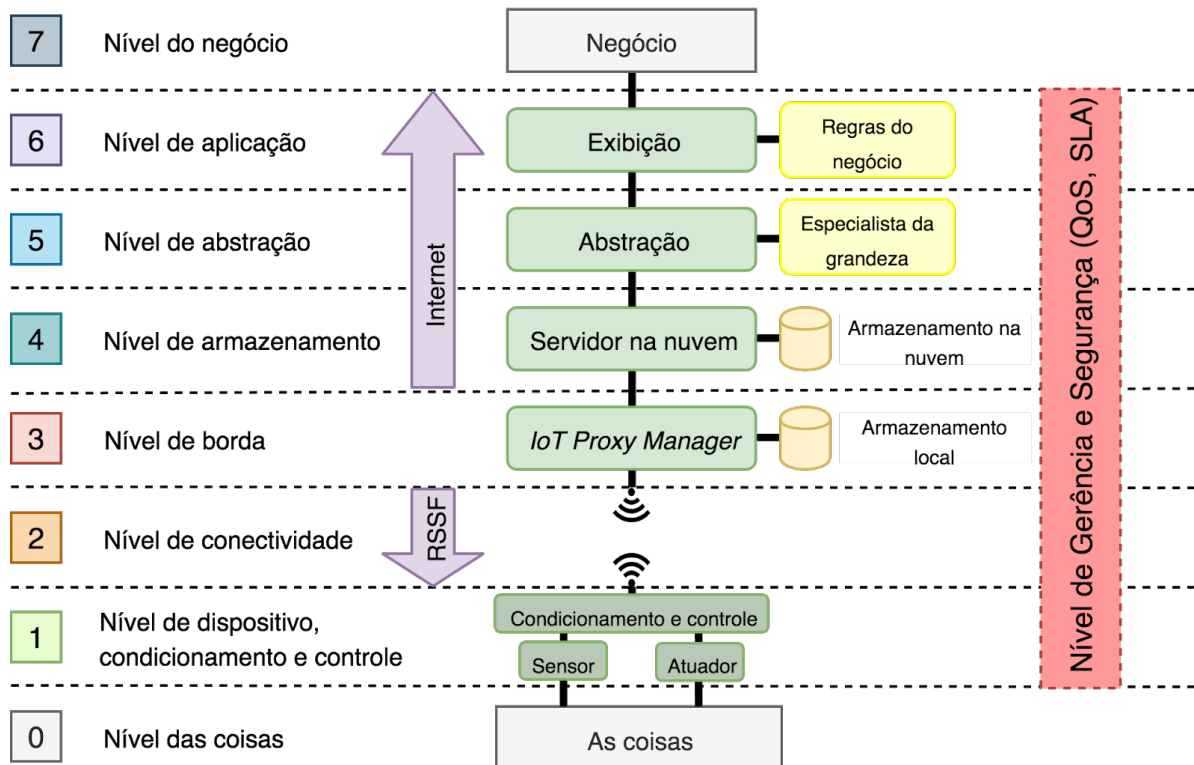 7
Nível do negócio
Negócio
6
Nível de aplicação
Exibição
Regras do
negócio
5
Nível de abstração
Abstração
Especialista da
grandeza
Internet
4
Nível de armazenamento
Servidor na nuvem
Armazenamento na
nuvem
3
Nível de borda
IoT Proxy Manager
Armazenamento
local
2
Nível de conectividade
RSSF
1
Nível de dispositivo,
condicionamento e controle
Condicionamento e controle
Sensor
Atuador
0
Nível das coisas
As coisas
Nível de Gerência e Segurança (QoS, SLA)